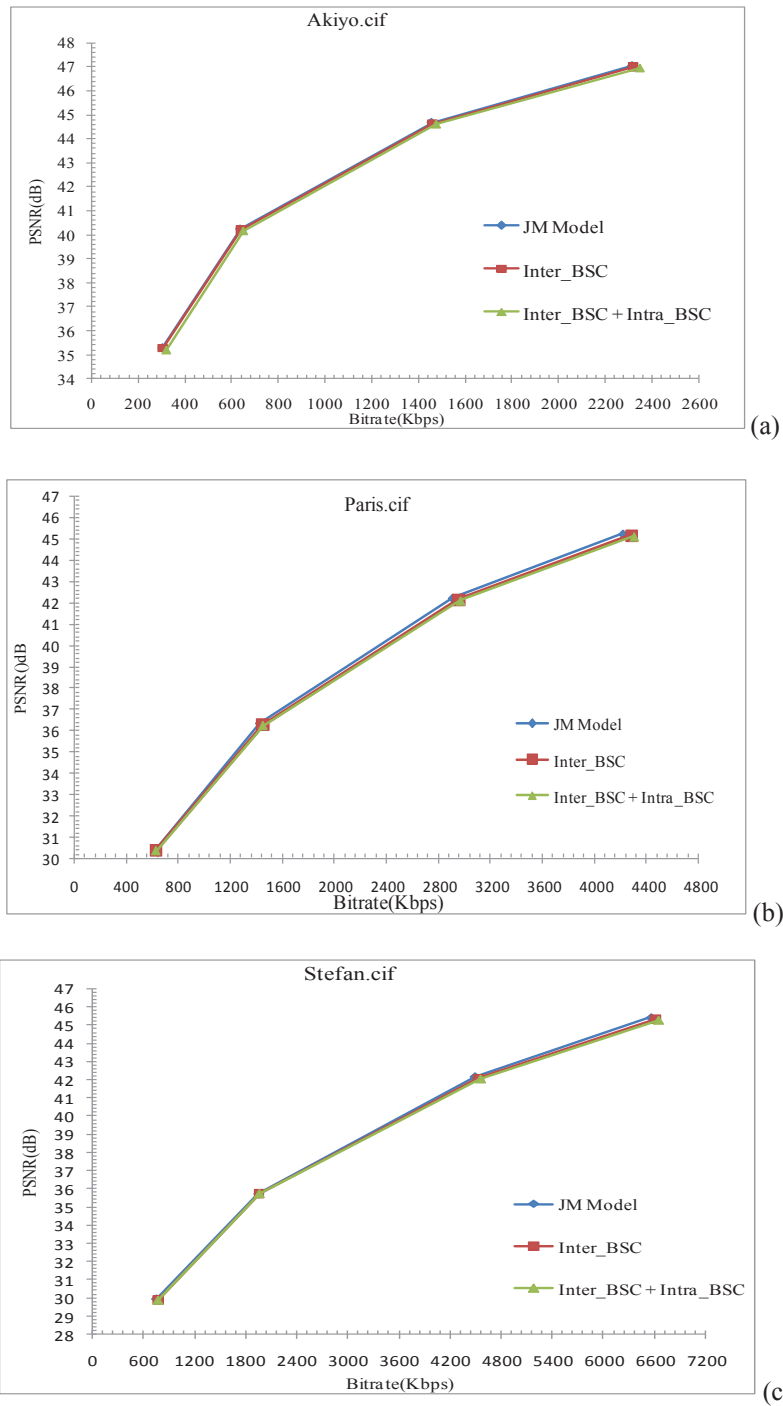 Akiyo.cif
48
47
46
45
44
43
42
41
40
39
38
37
36
35
34
PSNR(dB)
JM Model
Inter_BSC
Inter_BSC + Intra_BSC
0 200 400 600 800 1000 1200 1400 1600 1800 2000 2200 2400 2600
Bitrate(Kbps)
(a)
Paris.cif
47
46
45
44
43
42
41
40
39
38
37
36
35
34
33
32
31
30
PSNR()dB
JM Model
Inter_BSC
Inter_BSC + Intra_BSC
0 400 800 1200 1600 2000 2400 2800 3200 3600 4000 4400 4800
Bitrate(Kbps)
(b)
Stefan.cif
47
46
45
44
43
42
41
40
39
38
37
36
35
34
33
32
31
30
29
28
PSNR(dB)
JM Model
Inter_BSC
Inter_BSC + Intra_BSC
0 600 1200 1800 2400 3000 3600 4200 4800 5400 6000 6600 7200
Bitrate(Kbps)
(c